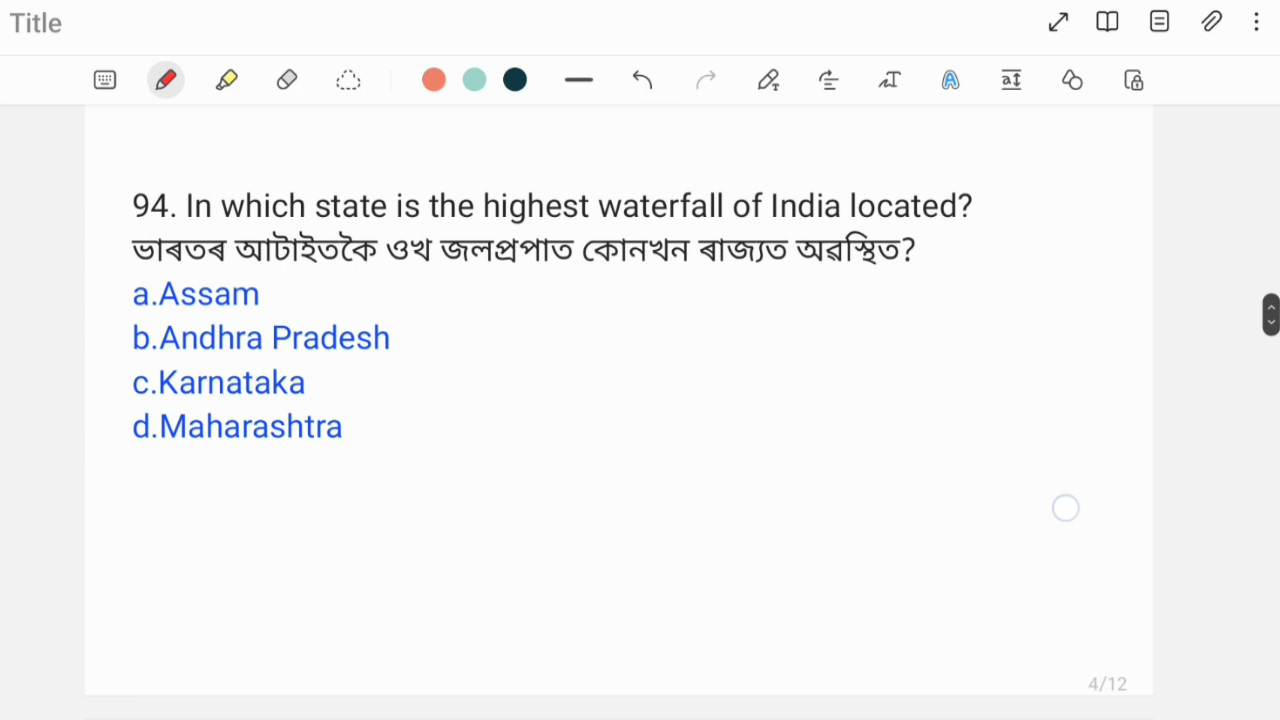 Title
94. In which state is the highest waterfall of India located?
ভাৰতৰ আটাইতকৈ ওখ জলপ্ৰপাত কোনখন ৰাজ্যত অৱস্থিত?
a.Assam
b.Andhra Pradesh
c.Karnataka
d.Maharashtra
4/12